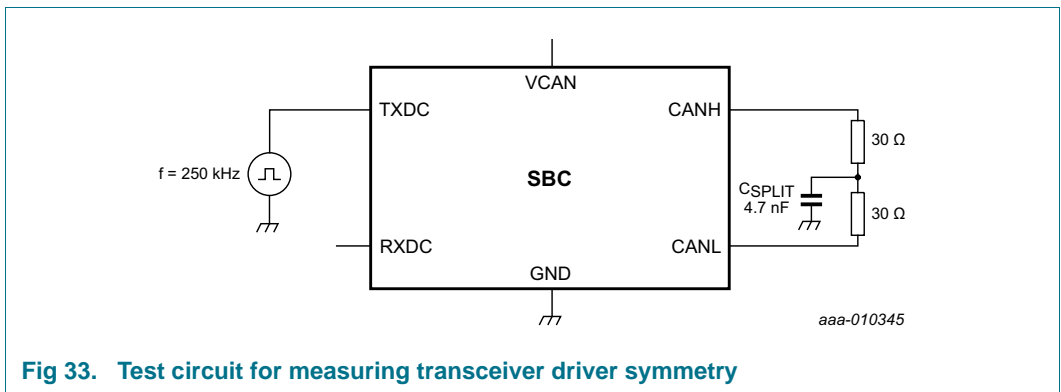 VCAN
TXDC
CANH
30 Ω
f = 250 kHz
SBC
CSPLIT
4.7 nF
30 Ω
RXDC
CANL
GND
aaa-010345
Fig 33. Test circuit for measuring transceiver driver symmetry